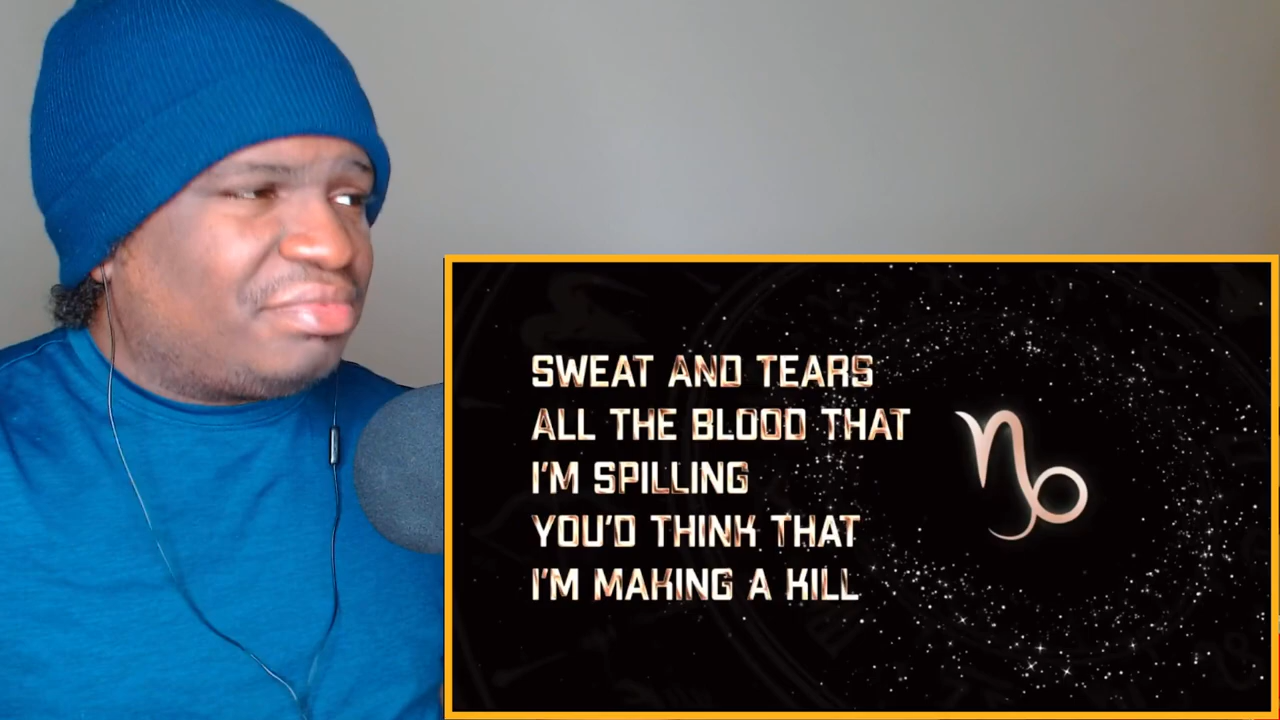 SWEAT AND TEARS
ALL THE BLOOD THAT
I'M SPILLING
YOU'D THINK THAT
I'M MAKING A KILL